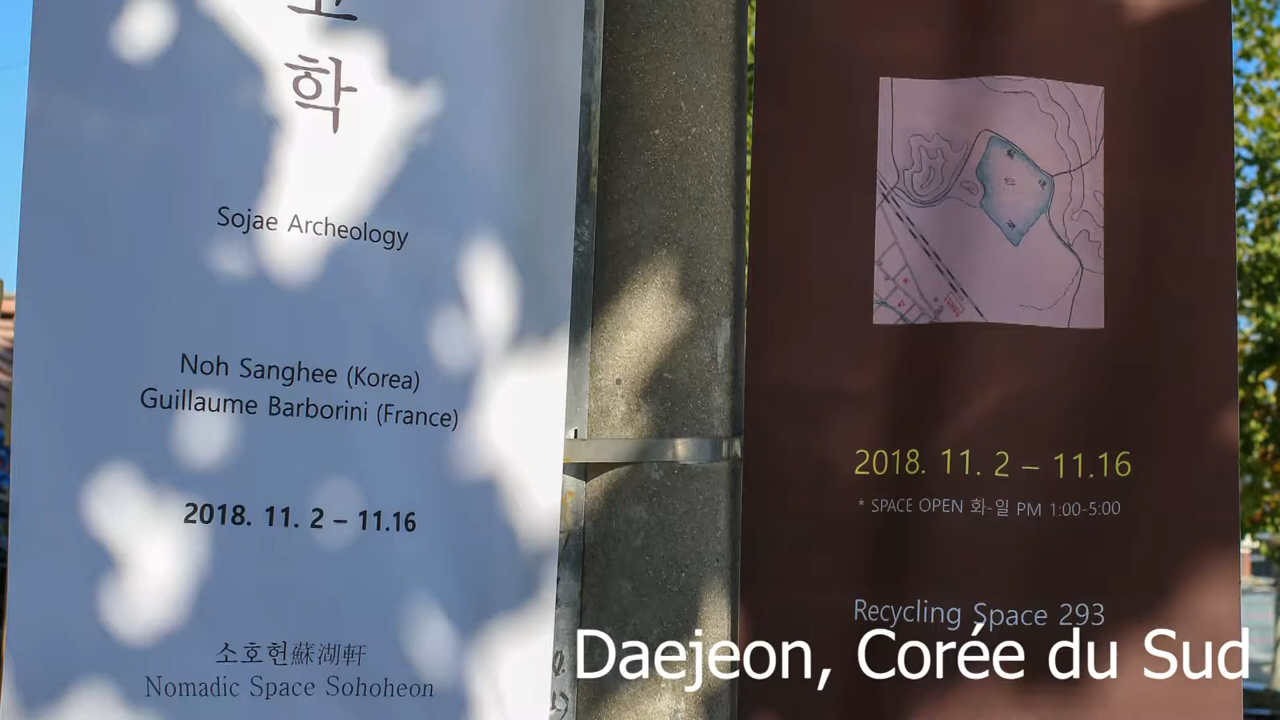 고
학
Sojae Archeology
Noh Sanghee (Korea)
Guillaume Barborini (France)
2018. 11. 2 – 11.16
소호헌蘇湖軒
Nomadic Space Sohoheon
2018. 11. 2 – 11.16
* SPACE OPEN 화-일 PM 1:00-5:00
Recycling Space 293
Daejeon, Corée du Sud